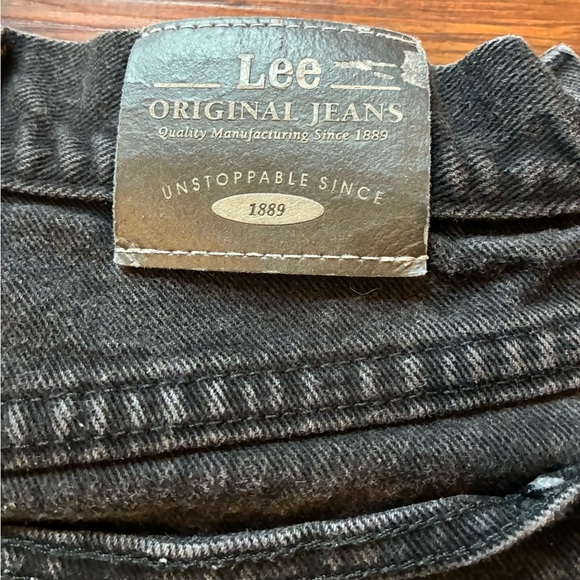 Lee
ORIGINAL JEANS
Quality Manufacturing Since 1889
UNSTOPPABLE SINCE
1889